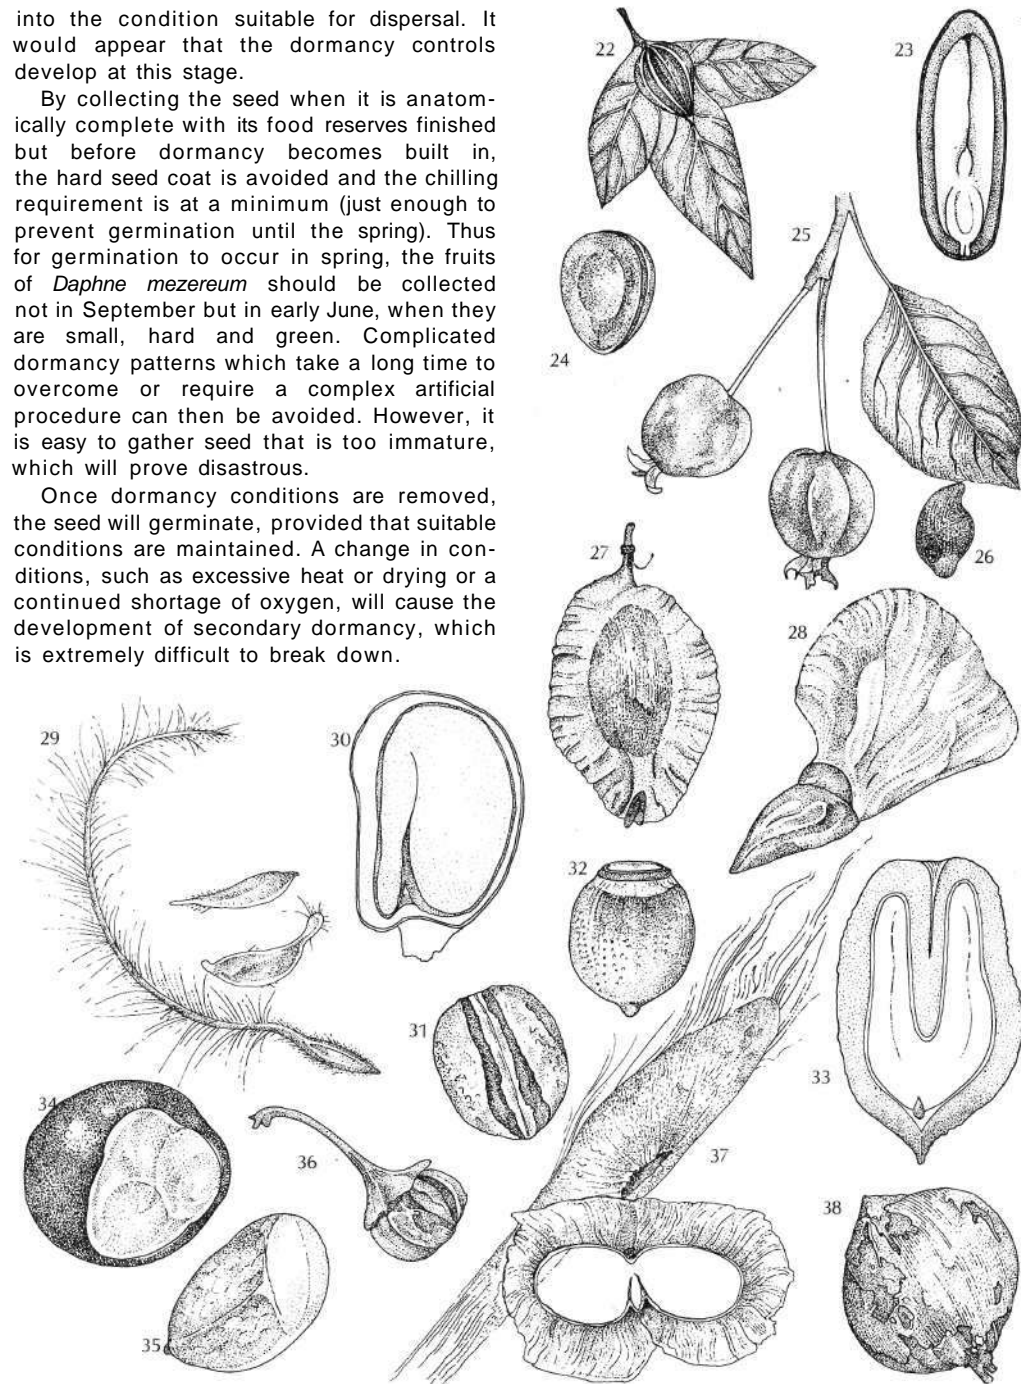 into the condition suitable for dispersal. It
would appear that the dormancy controls
develop at this stage.
By collecting the seed when it is anatom-
ically complete with its food reserves finished
but before dormancy becomes built in,
the hard seed coat is avoided and the chilling
requirement is at a minimum (just enough to
prevent germination until the spring). Thus
for germination to occur in spring, the fruits
of Daphne mezereum should be collected
not in September but in early June, when they
are small, hard and green. Complicated
dormancy patterns which take a long time to
overcome or require a complex artificial
procedure can then be avoided. However, it
is easy to gather seed that is too immature,
which will prove disastrous.
Once dormancy conditions are removed,
the seed will germinate, provided that suitable
conditions are maintained. A change in con-
ditions, such as excessive heat or drying or a
continued shortage of oxygen, will cause the
development of secondary dormancy, which
is extremely difficult to break down.
22
23
24
25
26
27
28
29
30
31
32
33
34
35
36
37
38